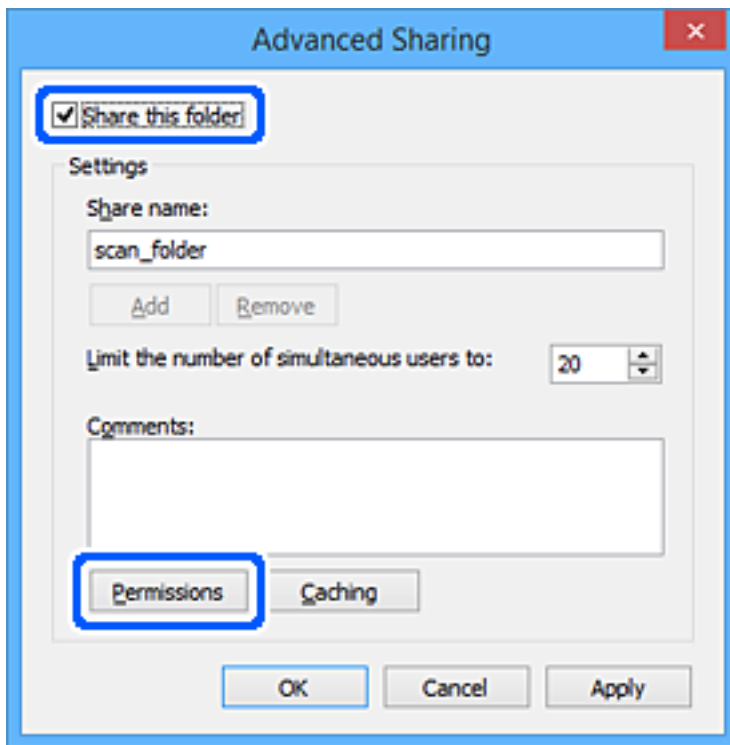 Advanced Sharing
Share this folder
Settings
Share name:
scan_folder
Add Remove
Limit the number of simultaneous users to: 20
Comments:
Permissions Caching
OK Cancel Apply